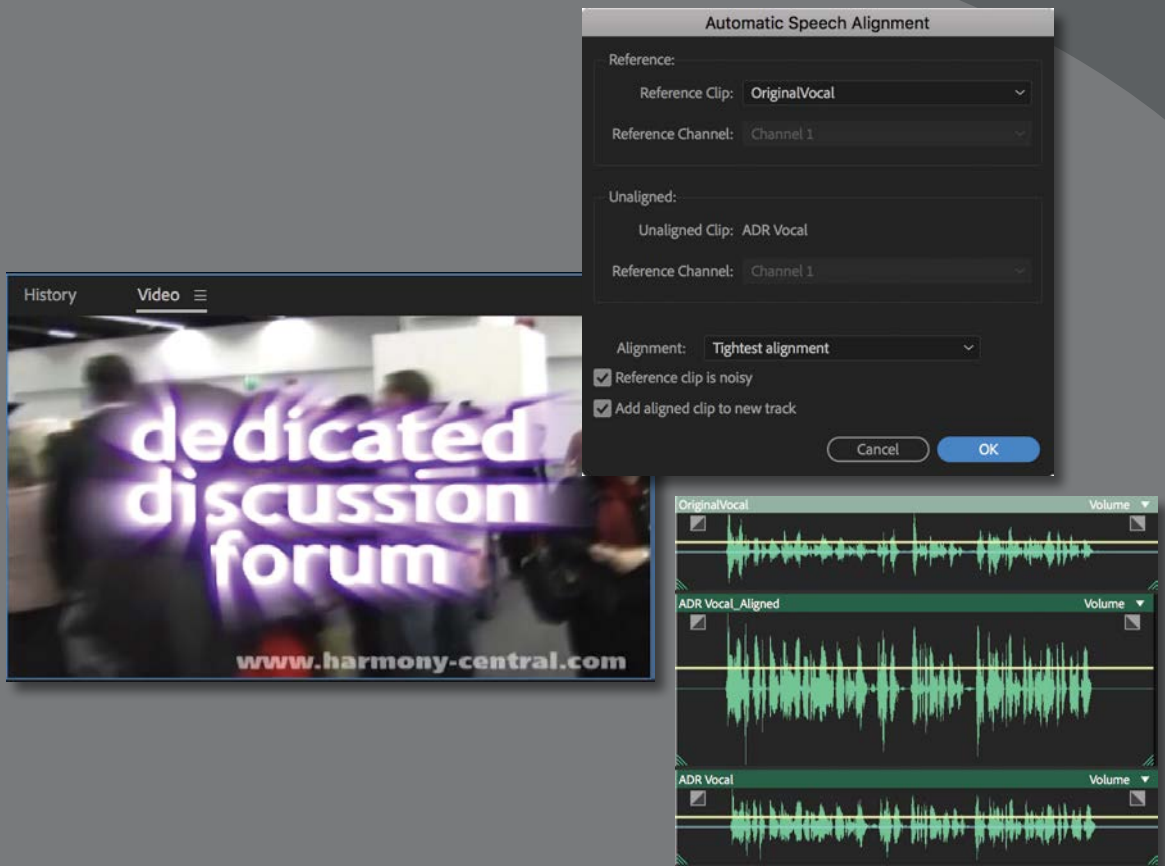 Automatic Speech Alignment
Reference:
Reference Clip: OriginalVocal
Reference Channel: Channel 1
Unaligned:
Unaligned Clip: ADR Vocal
Reference Channel: Channel 1
Alignment: Tightest alignment
Reference clip is noisy
Add aligned clip to new track
Cancel OK
History Video
dedicated
discussion
forum
www.harmony-central.com
OriginalVocal Volume
ADR Vocal_Aligned Volume
ADR Vocal Volume